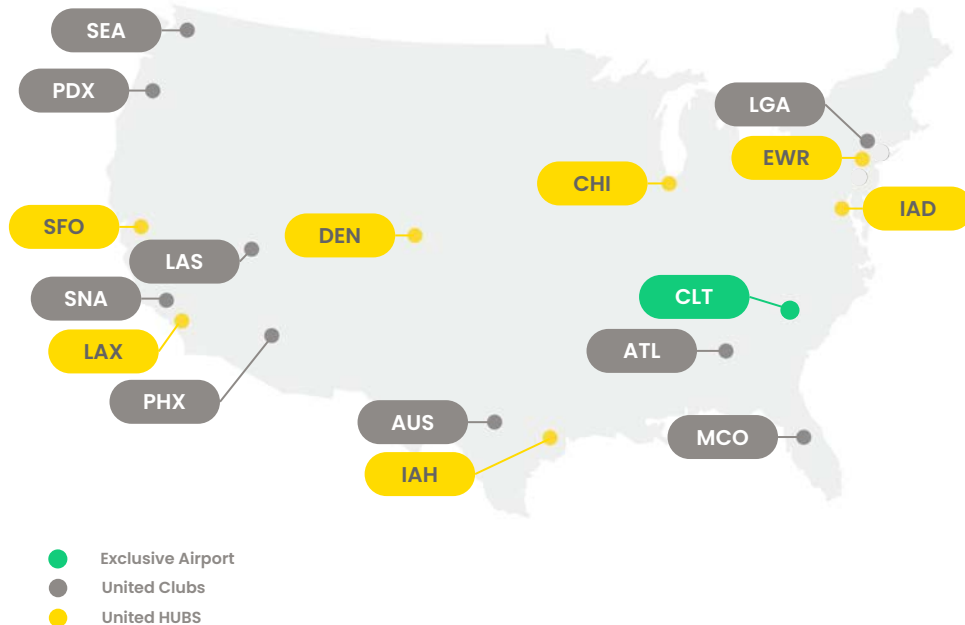 SEA
PDX
LGA
EWR
CHI
IAD
SFO
DEN
LAS
SNA
CLT
LAX
ATL
PHX
AUS
MCO
IAH
Exclusive Airport
United Clubs
United HUBS